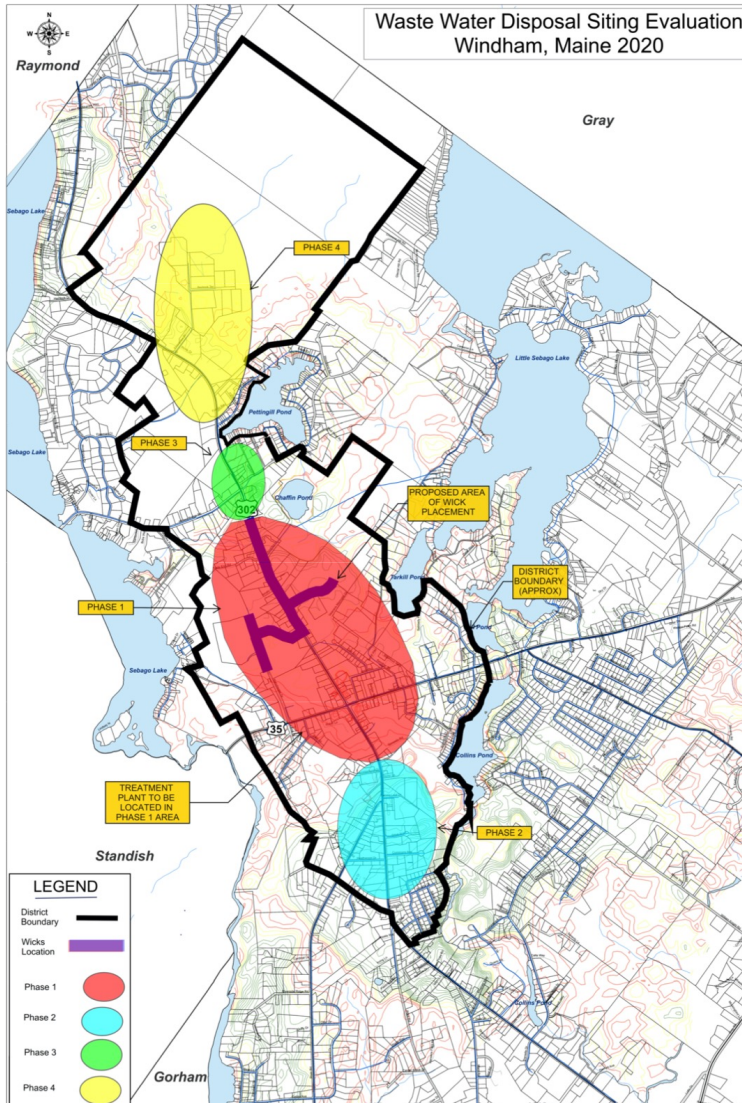 Waste Water Disposal Siting Evaluation
Windham, Maine 2020
N
W
E
S
Raymond
Gray
Sebago Lake
PHASE 4
Little Sebago Lake
Pettingill Pond
PHASE 3
Sebago Lake
Chaffin Pond
PROPOSED AREA
OF WICK
PLACEMENT
302
DISTRICT
BOUNDARY
(APPROX)
Tarkill Pond
PHASE 1
Pond
Sebago Lake
35
Collins Pond
TREATMENT
PLANT TO BE
LOCATED IN
PHASE 1 AREA
PHASE 2
Standish
LEGEND
District
Boundary
Wicks
Location
Phase 1
Phase 2
Phase 3
Phase 4
Collins Pond
Gorham